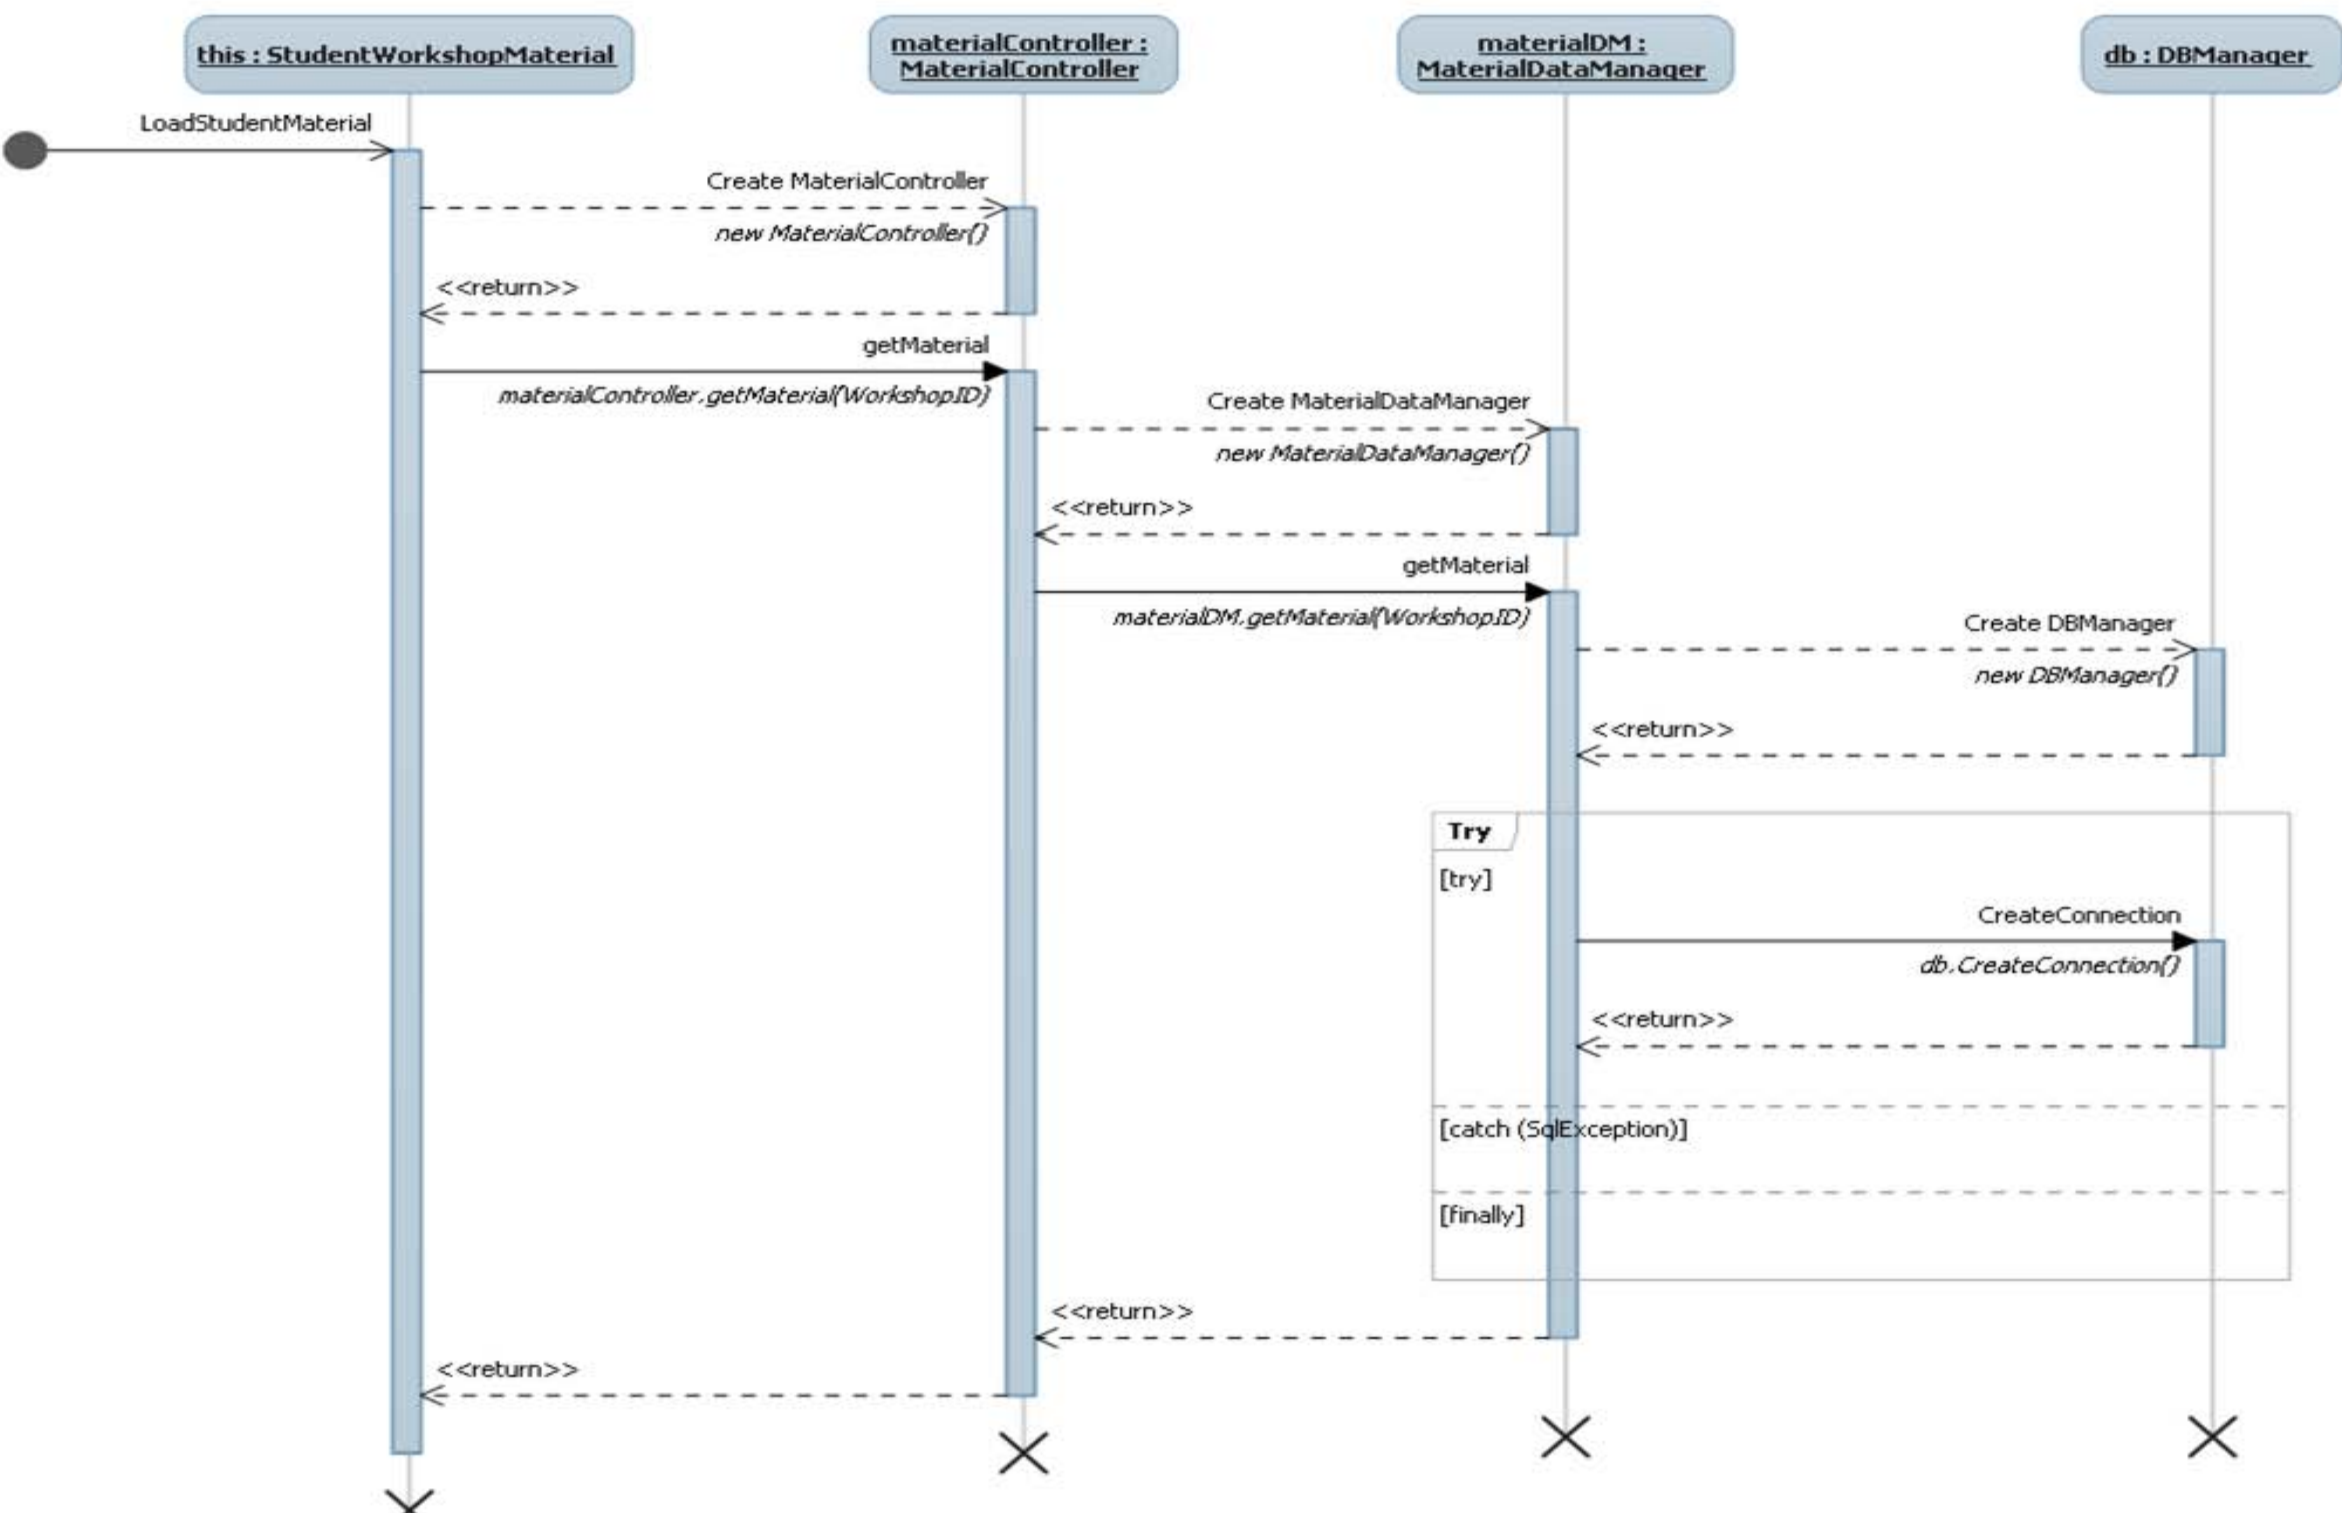 this : StudentWorkshopMaterial
materialController :
MaterialController
materialDM :
MaterialDataManager
db : DBManager
LoadStudentMaterial
Create MaterialController
new MaterialController()
<<return>>
getMaterial
materialController.getMaterial(WorkshopID)
Create MaterialDataManager
new MaterialDataManager()
<<return>>
getMaterial
materialDM.getMaterial(WorkshopID)
Create DBManager
new DBManager()
<<return>>
Try
[try]
CreateConnection
db.CreateConnection()
<<return>>
[catch (SqlException)]
[finally]
<<return>>
<<return>>